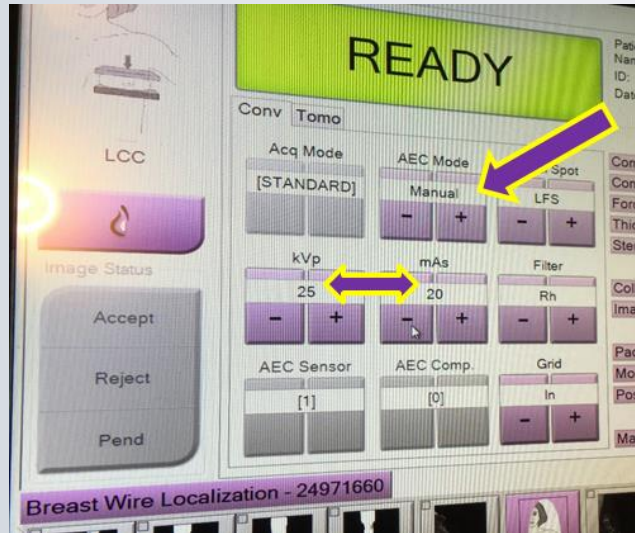 READY
Conv Tomo
LCC
Acq Mode
[STANDARD]
AEC Mode
Manual
Spot
LFS
- +
- +
Image Status
Accept
Reject
Pend
kVp
25
- +
mAs
20
- +
Filter
Rh
- +
AEC Sensor
[1]
AEC Comp.
[0]
Grid
In
- +
Breast Wire Localization - 24971660
ID: